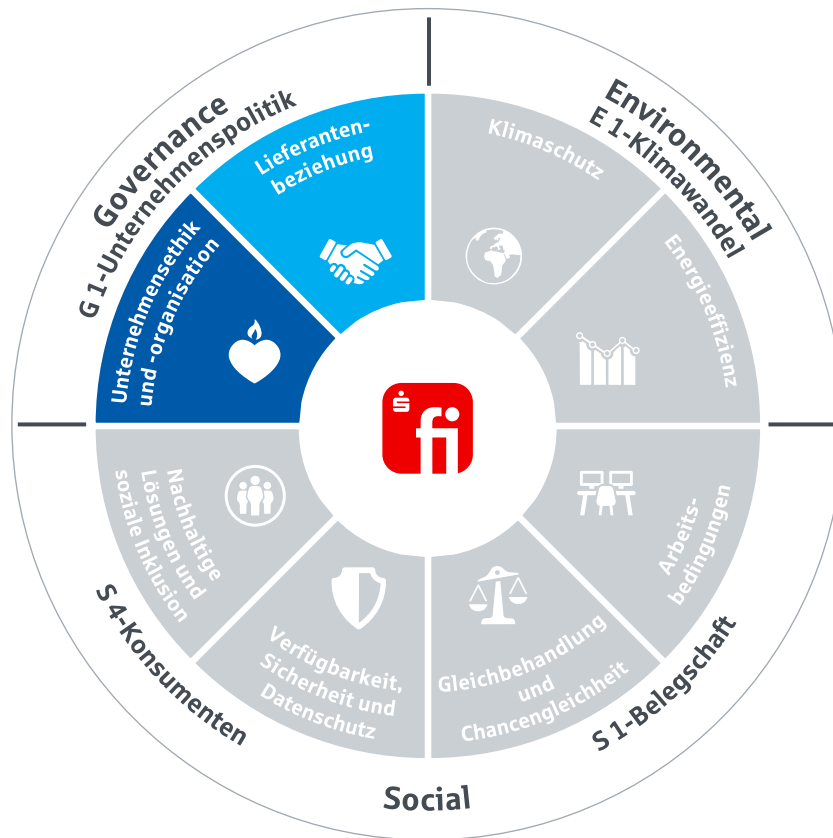 Governance
G 1-Unternehmenspolitik
Environmental
E 1-Klimawandel
Lieferanten-
beziehung
Klimaschutz
Unternehmensethik
und -organisation
Energieeffizienz
fi
Nachhaltige
Lösungen und
soziale Inklusion
Arbeits-
bedingungen
Verfügbarkeit,
Sicherheit und
Datenschutz
Gleichbehandlung
und
Chancengleichheit
S 4-Konsumenten
S 1-Belegschaft
Social